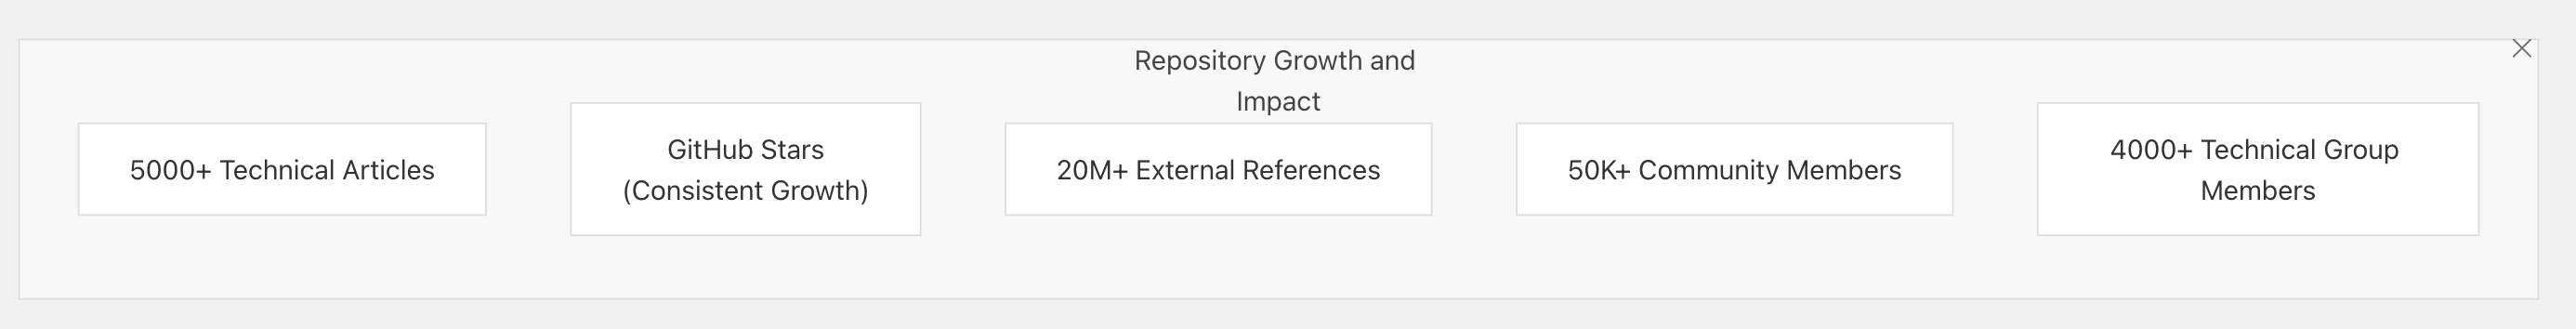 Repository Growth and
Impact
5000+ Technical Articles
GitHub Stars
(Consistent Growth)
20M+ External References
50K+ Community Members
4000+ Technical Group
Members